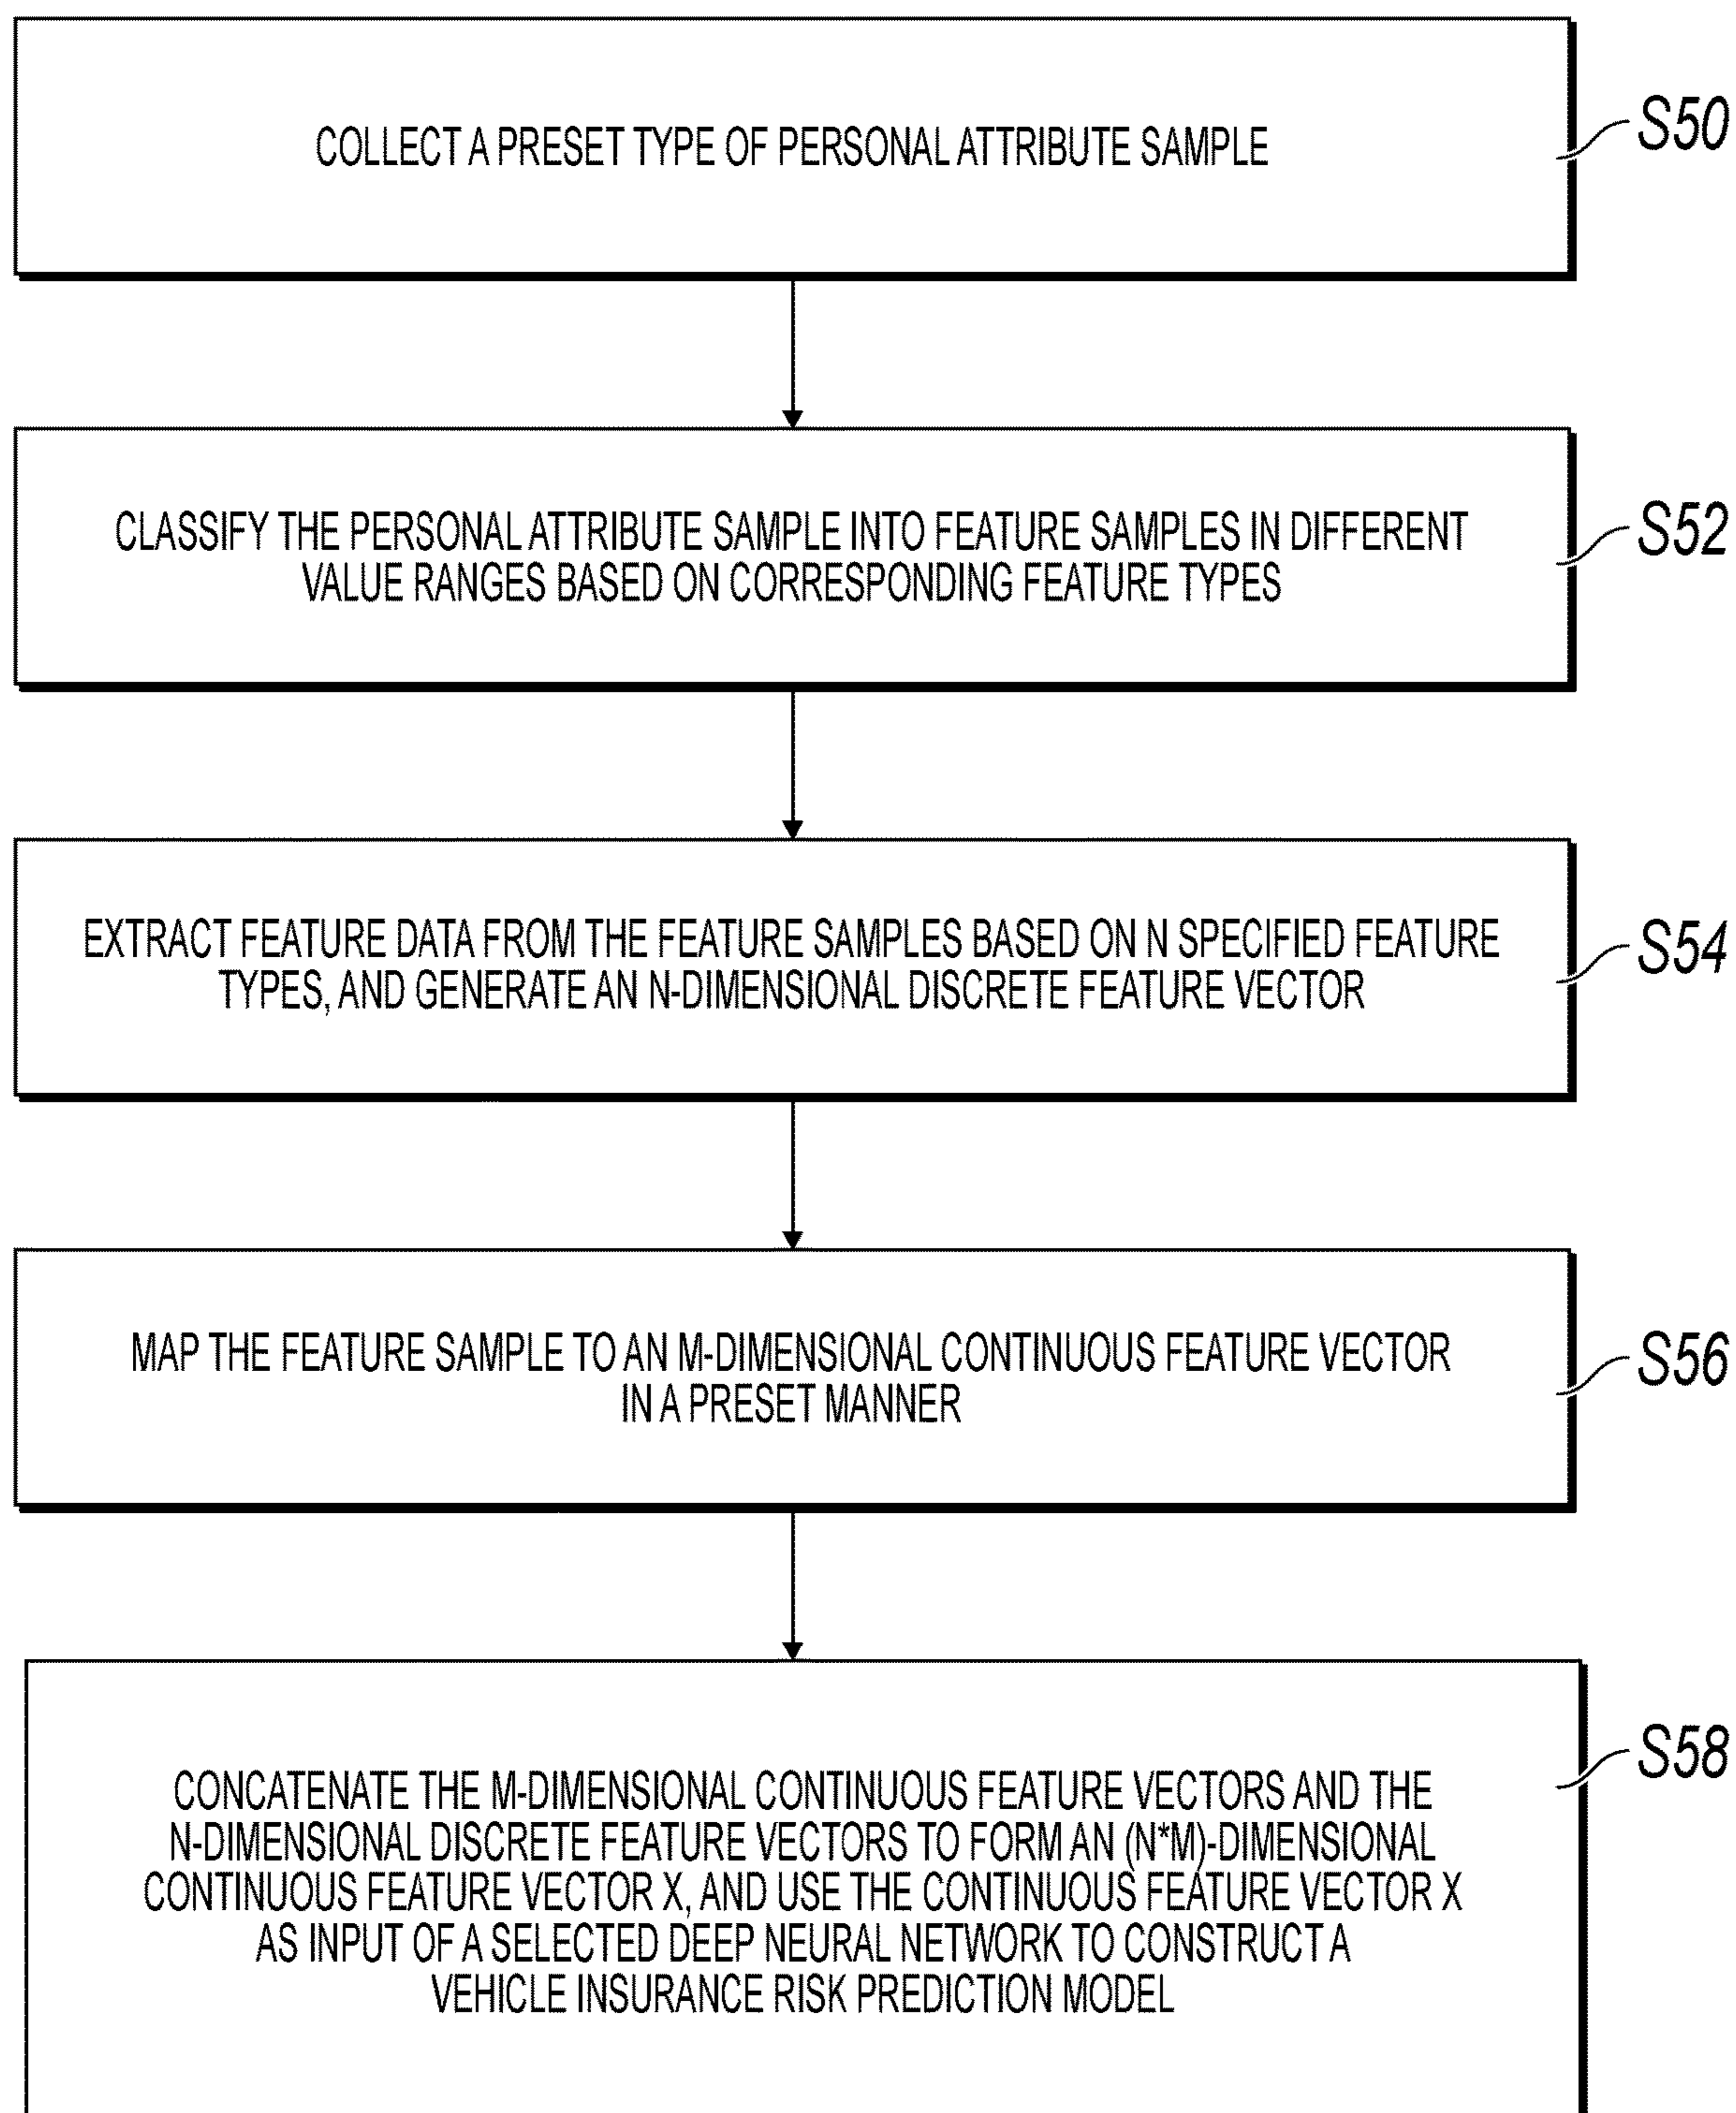 COLLECT A PRESET TYPE OF PERSONAL ATTRIBUTE SAMPLE
S50
CLASSIFY THE PERSONAL ATTRIBUTE SAMPLE INTO FEATURE SAMPLES IN DIFFERENT
VALUE RANGES BASED ON CORRESPONDING FEATURE TYPES
S52
EXTRACT FEATURE DATA FROM THE FEATURE SAMPLES BASED ON N SPECIFIED FEATURE
TYPES, AND GENERATE AN N-DIMENSIONAL DISCRETE FEATURE VECTOR
S54
MAP THE FEATURE SAMPLE TO AN M-DIMENSIONAL CONTINUOUS FEATURE VECTOR
IN A PRESET MANNER
S56
CONCATENATE THE M-DIMENSIONAL CONTINUOUS FEATURE VECTORS AND THE
N-DIMENSIONAL DISCRETE FEATURE VECTORS TO FORM AN (N*M)-DIMENSIONAL
CONTINUOUS FEATURE VECTOR X, AND USE THE CONTINUOUS FEATURE VECTOR X
AS INPUT OF A SELECTED DEEP NEURAL NETWORK TO CONSTRUCT A
VEHICLE INSURANCE RISK PREDICTION MODEL
S58